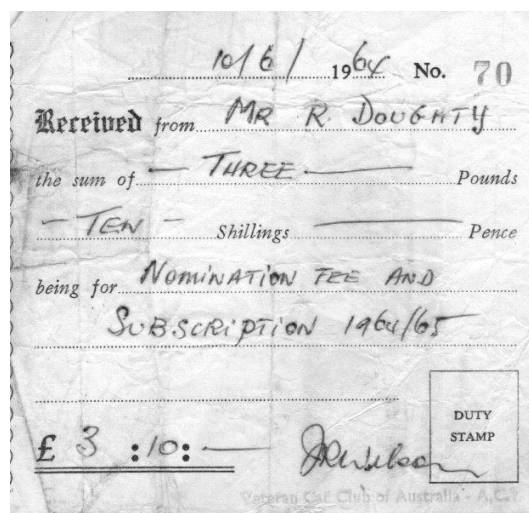 10/6/ 1964 No. 70
Received from MR R. DOUGHTY
the sum of — THREE — Pounds
— TEN — Shillings — Pence
being for NOMINATION FEE AND
SUBSCRIPTION 1964/65
DUTY
STAMP
£ 3 : 10 : —
Veteran Car Club of Australia - A.C.T.